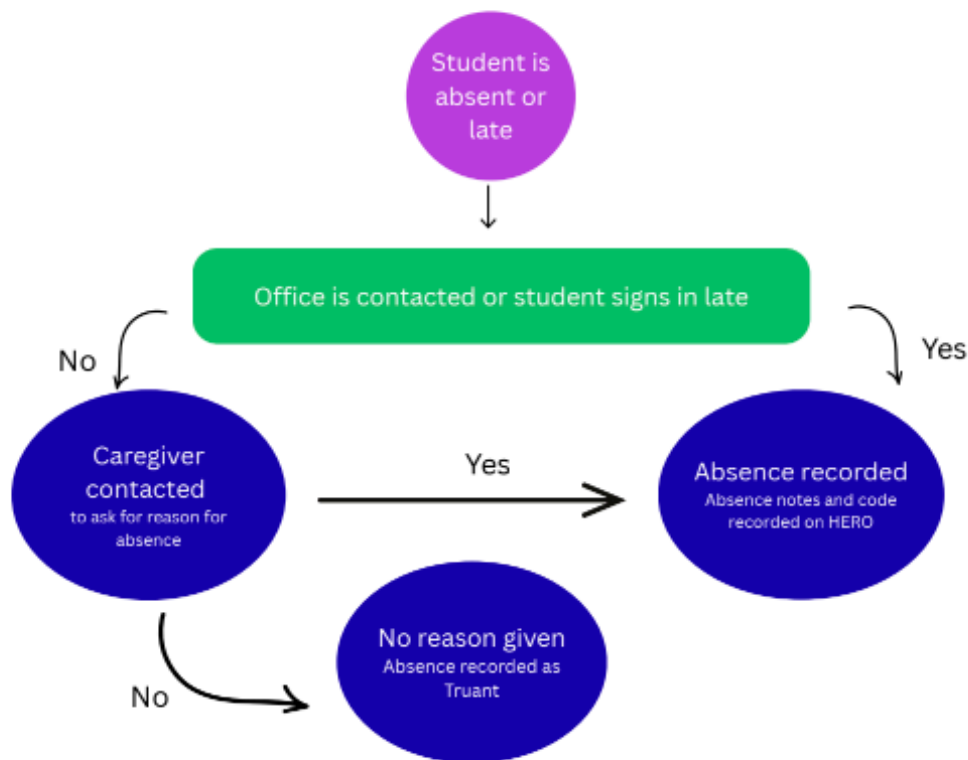 Student is
absent or
late
Office is contacted or student signs in late
No
Yes
Caregiver
contacted
to ask for reason for
absence
Yes
Absence recorded
Absence notes and code
recorded on HERO
No reason given
Absence recorded as
Truant
No